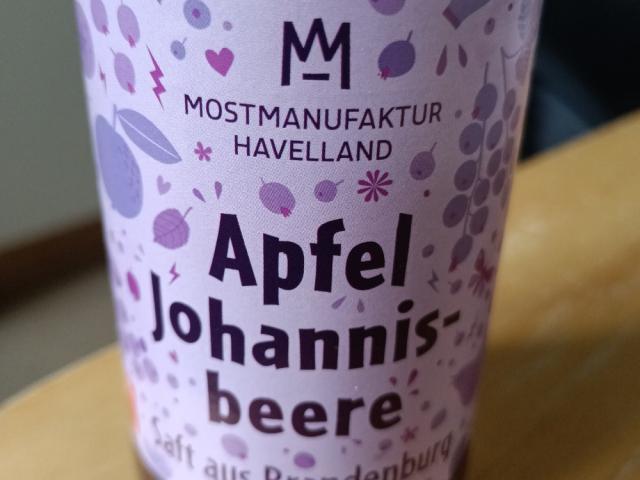 MOSTMANUFAKTUR
HAVELLAND
Apfel
Johannis-
beere
Saft aus Brandenburg